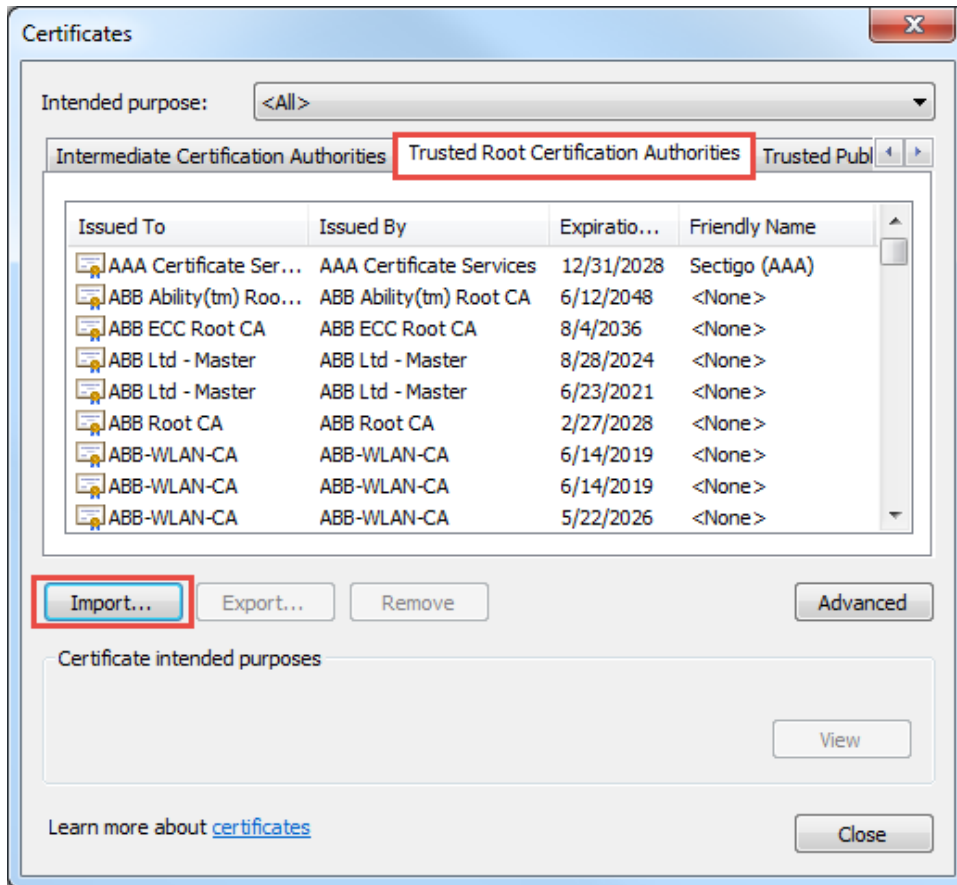 Certificates
Intended purpose: <All>
Intermediate Certification Authorities Trusted Root Certification Authorities Trusted Publ
Issued To Issued By Expiratio... Friendly Name
AAA Certificate Ser... AAA Certificate Services 12/31/2028 Sectigo (AAA)
ABB Ability(tm) Roo... ABB Ability(tm) Root CA 6/12/2048 <None>
ABB ECC Root CA ABB ECC Root CA 8/4/2036 <None>
ABB Ltd - Master ABB Ltd - Master 8/28/2024 <None>
ABB Ltd - Master ABB Ltd - Master 6/23/2021 <None>
ABB Root CA ABB Root CA 2/27/2028 <None>
ABB-WLAN-CA ABB-WLAN-CA 6/14/2019 <None>
ABB-WLAN-CA ABB-WLAN-CA 6/14/2019 <None>
ABB-WLAN-CA ABB-WLAN-CA 5/22/2026 <None>
Import... Export... Remove Advanced
Certificate intended purposes
View
Learn more about certificates
Close